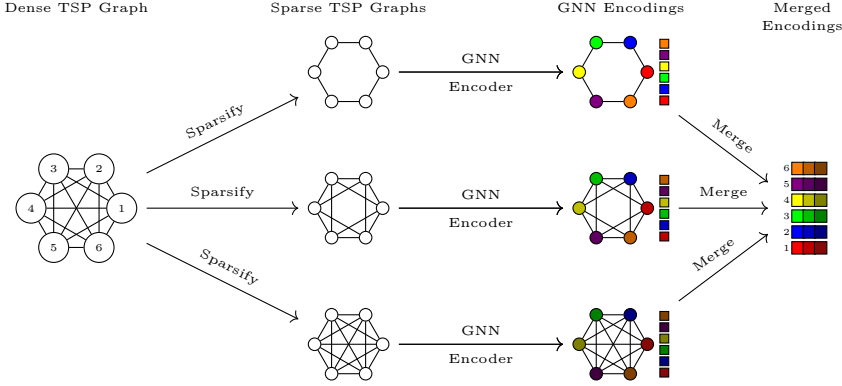 Dense TSP Graph
Sparse TSP Graphs
GNN Encodings
Merged
Encodings
GNN
Encoder
Sparsify
Merge
3
2
4
1
5
6
Sparsify
GNN
Encoder
Merge
6
5
4
3
2
1
Sparsify
Merge
GNN
Encoder